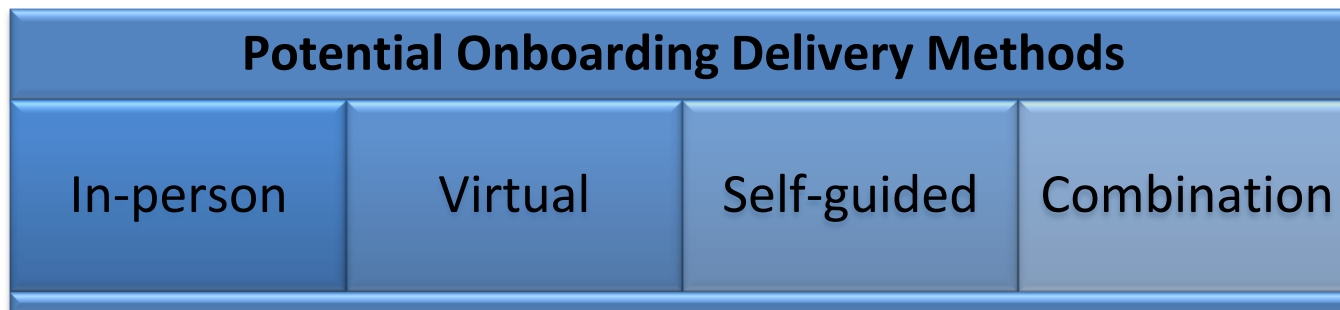 Potential Onboarding Delivery Methods
In-person Virtual Self-guided Combination